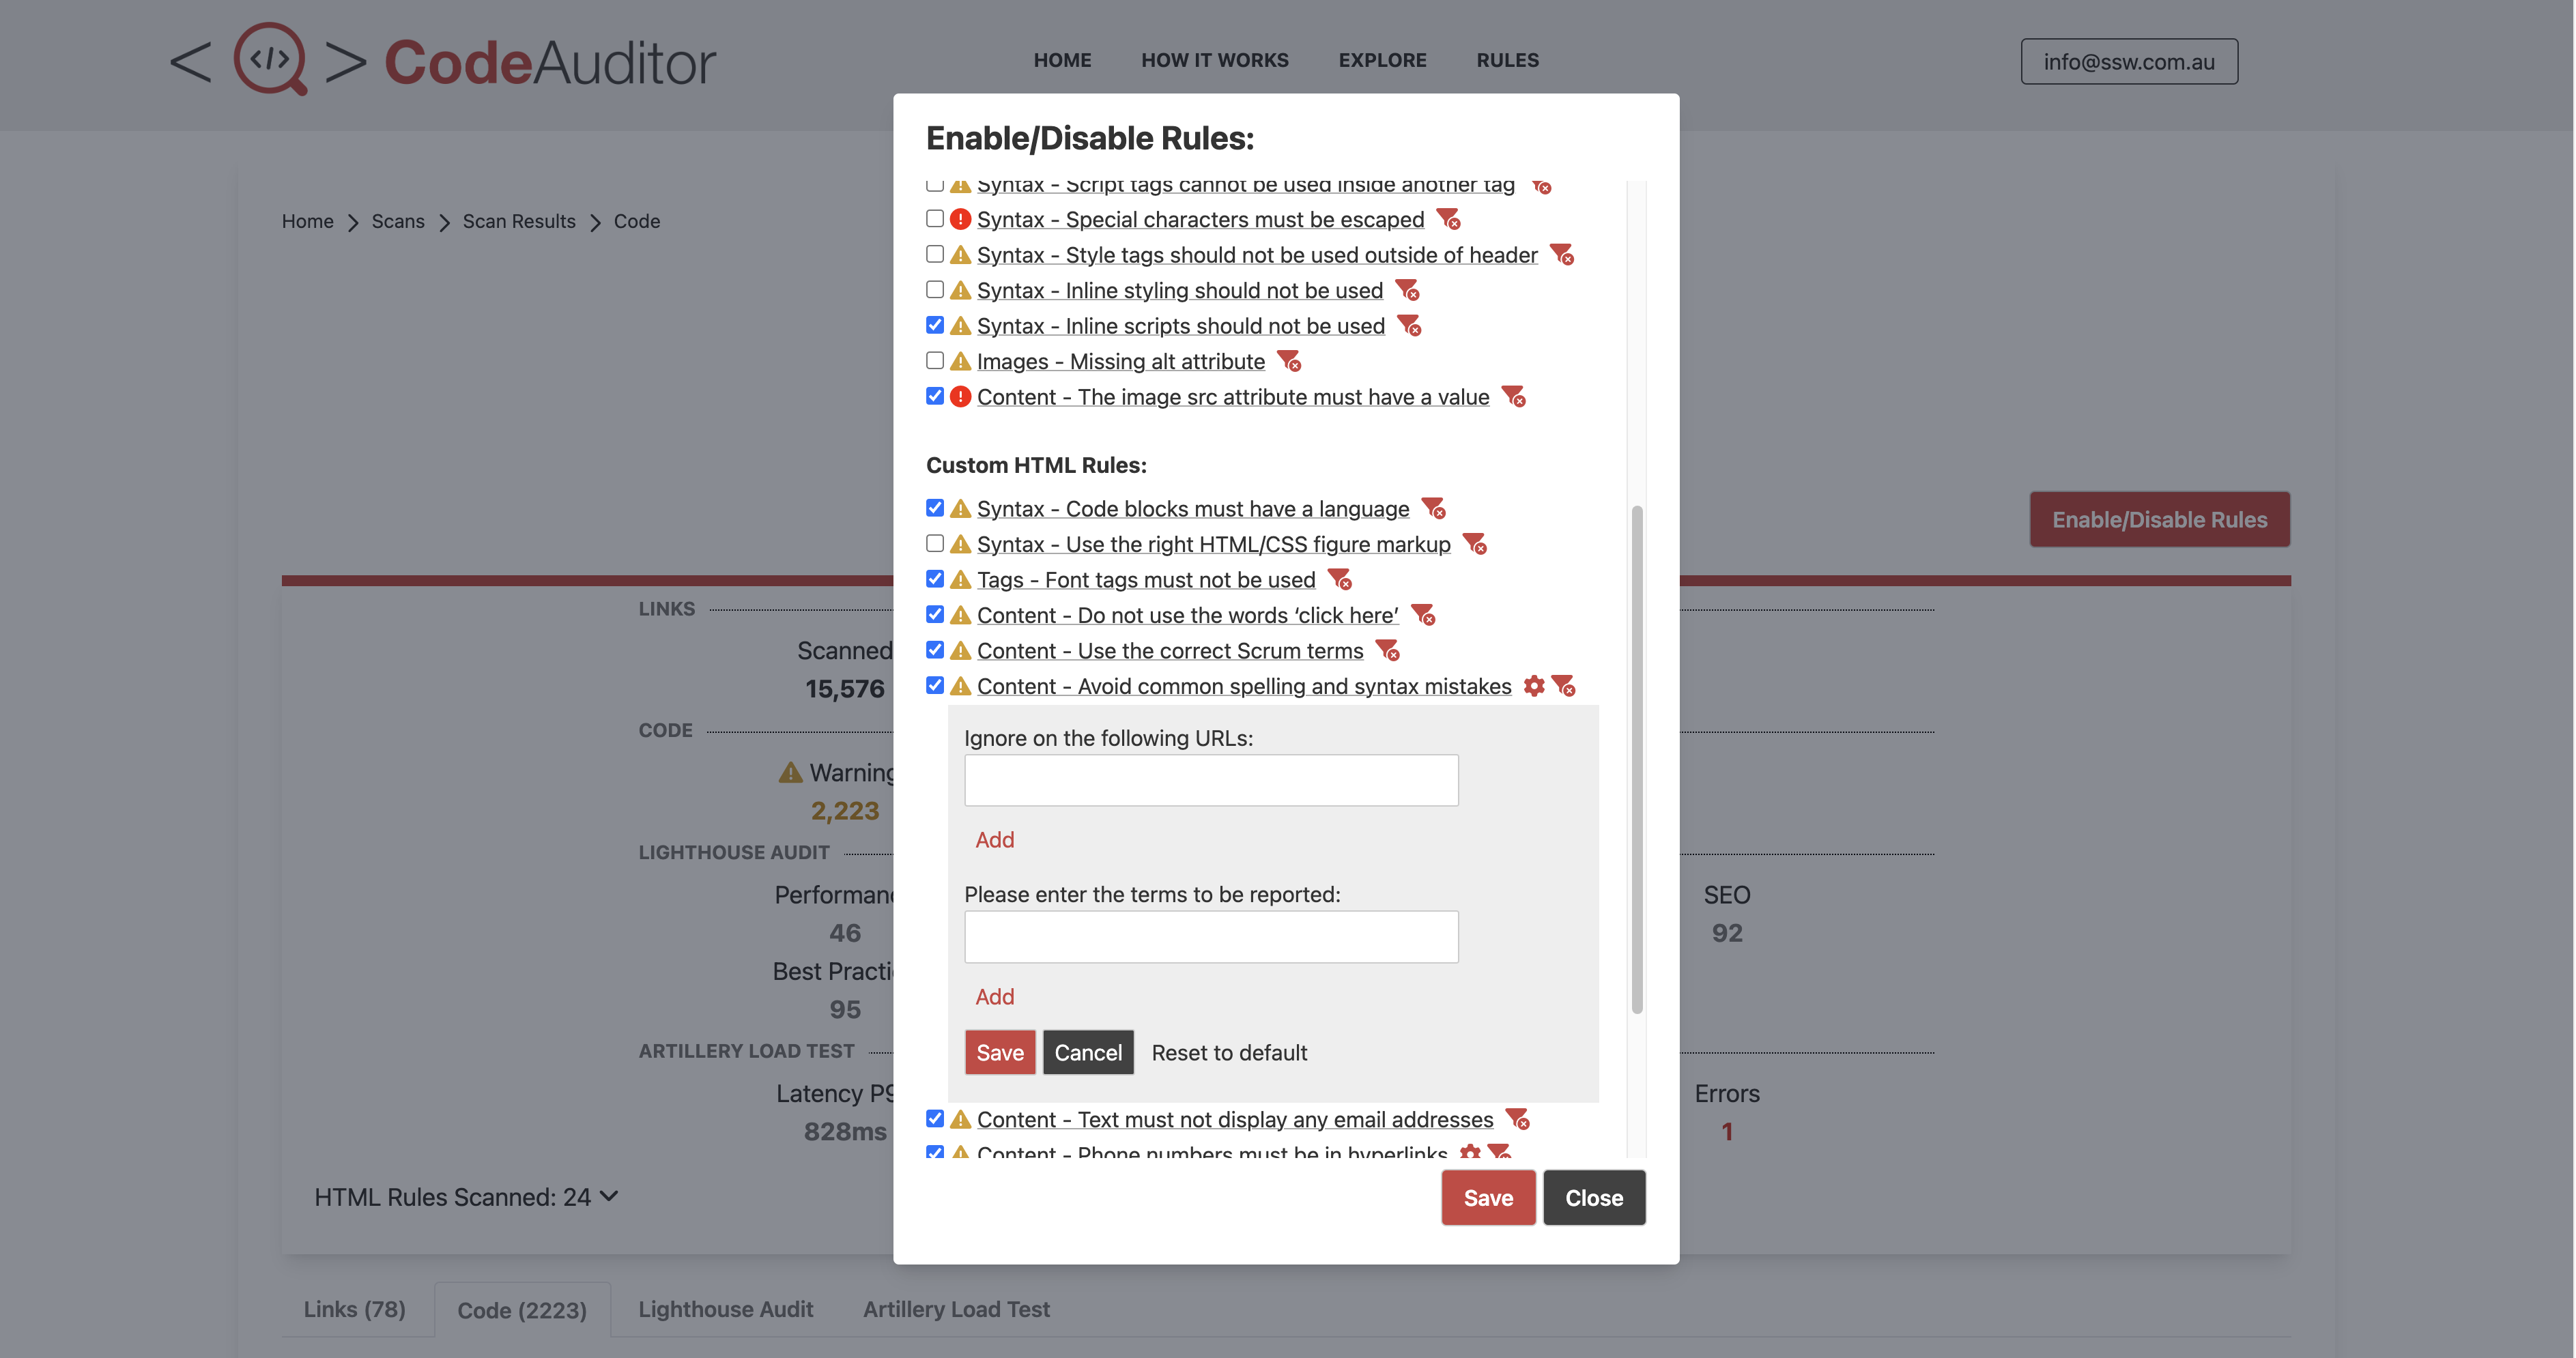 < </> > CodeAuditor
HOME HOW IT WORKS EXPLORE RULES
info@ssw.com.au
Enable/Disable Rules:
Syntax - Script tags cannot be used inside another tag
Home > Scans > Scan Results > Code
Syntax - Special characters must be escaped
Syntax - Style tags should not be used outside of header
Syntax - Inline styling should not be used
Syntax - Inline scripts should not be used
Images - Missing alt attribute
Content - The image src attribute must have a value
Custom HTML Rules:
Syntax - Code blocks must have a language
Enable/Disable Rules
Syntax - Use the right HTML/CSS figure markup
Tags - Font tags must not be used
Content - Do not use the words ‘click here’
Content - Use the correct Scrum terms
Content - Avoid common spelling and syntax mistakes
Ignore on the following URLs:
Add
Please enter the terms to be reported:
Add
Save Cancel Reset to default
Content - Text must not display any email addresses
Content - Phone numbers must be in hyperlinks
Save Close
LINKS
Scanned
15,576
CODE
Warning
2,223
LIGHTHOUSE AUDIT
Performan
46
SEO
92
Best Practi
95
ARTILLERY LOAD TEST
Latency P9
828ms
Errors
1
HTML Rules Scanned: 24
Links (78) Code (2223) Lighthouse Audit Artillery Load Test